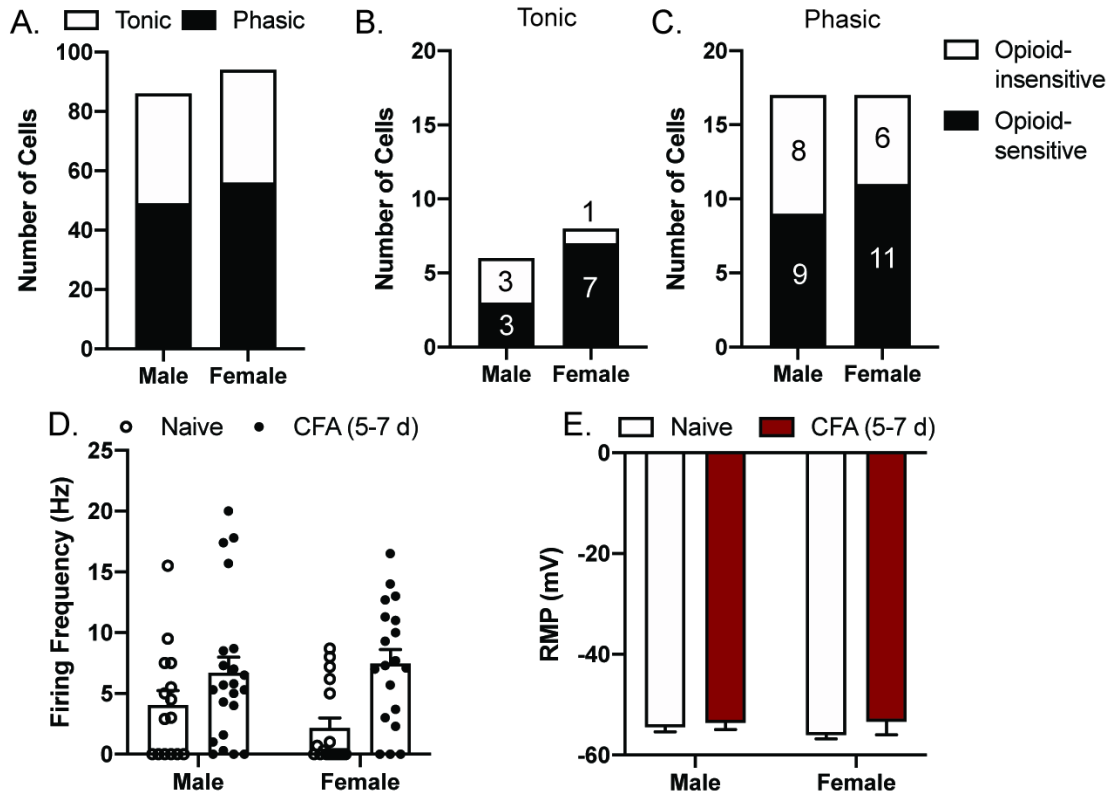 A.
Tonic
Phasic
100
80
60
40
20
0
Number of Cells
Male
Female
B.
Tonic
20
15
10
5
0
Number of Cells
3
3
1
7
Male
Female
C.
Phasic
20
15
10
5
0
Number of Cells
8
9
6
11
Male
Female
Opioid-
insensitive
Opioid-
sensitive
D.
Naive
CFA (5-7 d)
25
20
15
10
5
0
Firing Frequency (Hz)
Male
Female
E.
Naive
CFA (5-7 d)
0
-20
-40
-60
RMP (mV)
Male
Female